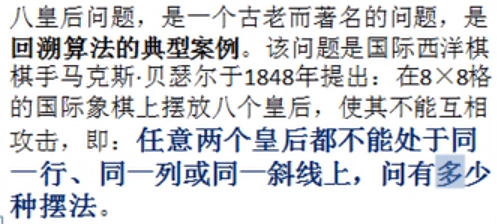 八皇后问题，是一个古老而著名的问题，是
回溯算法的典型案例。该问题是国际西洋棋
棋手马克斯·贝瑟尔于1848年提出：在8×8格
的国际象棋上摆放八个皇后，使其不能互相
攻击，即：任意两个皇后都不能处于同
一行、同一列或同一斜线上，问有多少
种摆法。